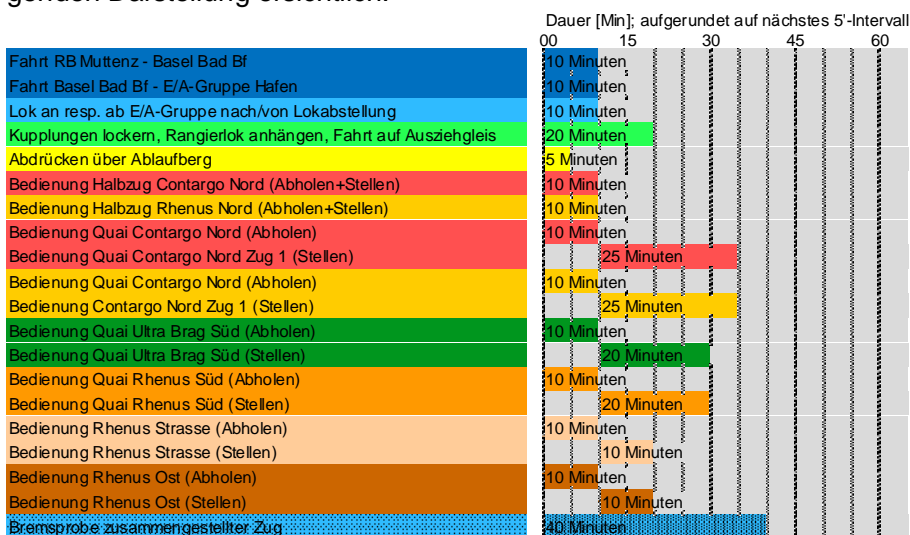 genden Darstellung ersichtlich.
Dauer [Min]; aufgerundet auf nächstes 5'-Intervall
00 15 30 45 60
Fahrt RB Muttenz - Basel Bad Bf 10 Minuten
Fahrt Basel Bad Bf - E/A-Gruppe Hafen 10 Minuten
Lok an resp. ab E/A-Gruppe nach/von Lokabstellung 10 Minuten
Kupplungen lockern, Rangierlok anhängen, Fahrt auf Ausziehgleis 20 Minuten
Abdrücken über Ablaufberg 5 Minuten
Bedienung Halbzug Contargo Nord (Abholen+Stellen) 10 Minuten
Bedienung Halbzug Rhenus Nord (Abholen+Stellen) 10 Minuten
Bedienung Quai Contargo Nord (Abholen) 10 Minuten
Bedienung Quai Contargo Nord Zug 1 (Stellen) 25 Minuten
Bedienung Quai Contargo Nord (Abholen) 10 Minuten
Bedienung Contargo Nord Zug 1 (Stellen) 25 Minuten
Bedienung Quai Ultra Brag Süd (Abholen) 10 Minuten
Bedienung Quai Ultra Brag Süd (Stellen) 20 Minuten
Bedienung Quai Rhenus Süd (Abholen) 10 Minuten
Bedienung Quai Rhenus Süd (Stellen) 20 Minuten
Bedienung Rhenus Strasse (Abholen) 10 Minuten
Bedienung Rhenus Strasse (Stellen) 10 Minuten
Bedienung Rhenus Ost (Abholen) 10 Minuten
Bedienung Rhenus Ost (Stellen) 10 Minuten
Bremsprobe zusammengestellter Zug 40 Minuten